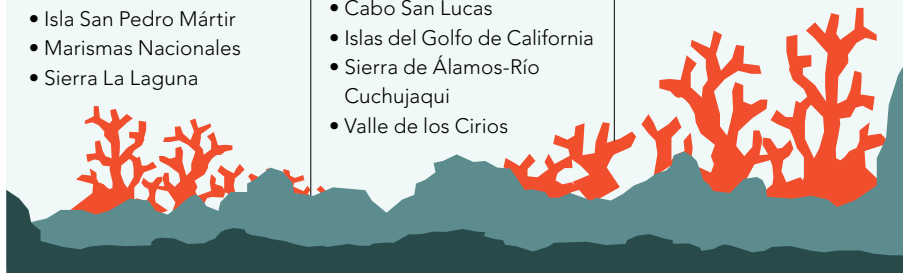 • Isla San Pedro Mártir
• Marismas Nacionales
• Sierra La Laguna
• Cabo San Lucas
• Islas del Golfo de California
• Sierra de Álamos-Río
Cuchujaqui
• Valle de los Cirios